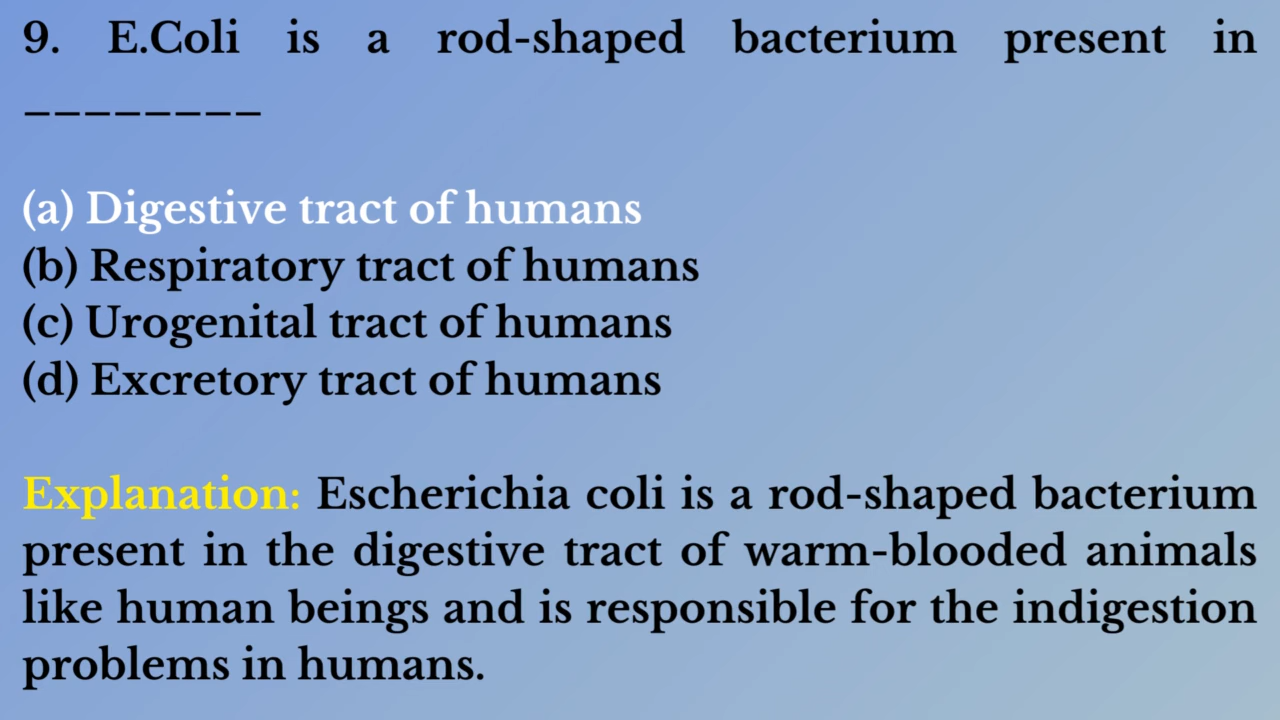 9. E.Coli is a rod-shaped bacterium present in
________
(a) Digestive tract of humans
(b) Respiratory tract of humans
(c) Urogenital tract of humans
(d) Excretory tract of humans
Explanation: Escherichia coli is a rod-shaped bacterium
present in the digestive tract of warm-blooded animals
like human beings and is responsible for the indigestion
problems in humans.